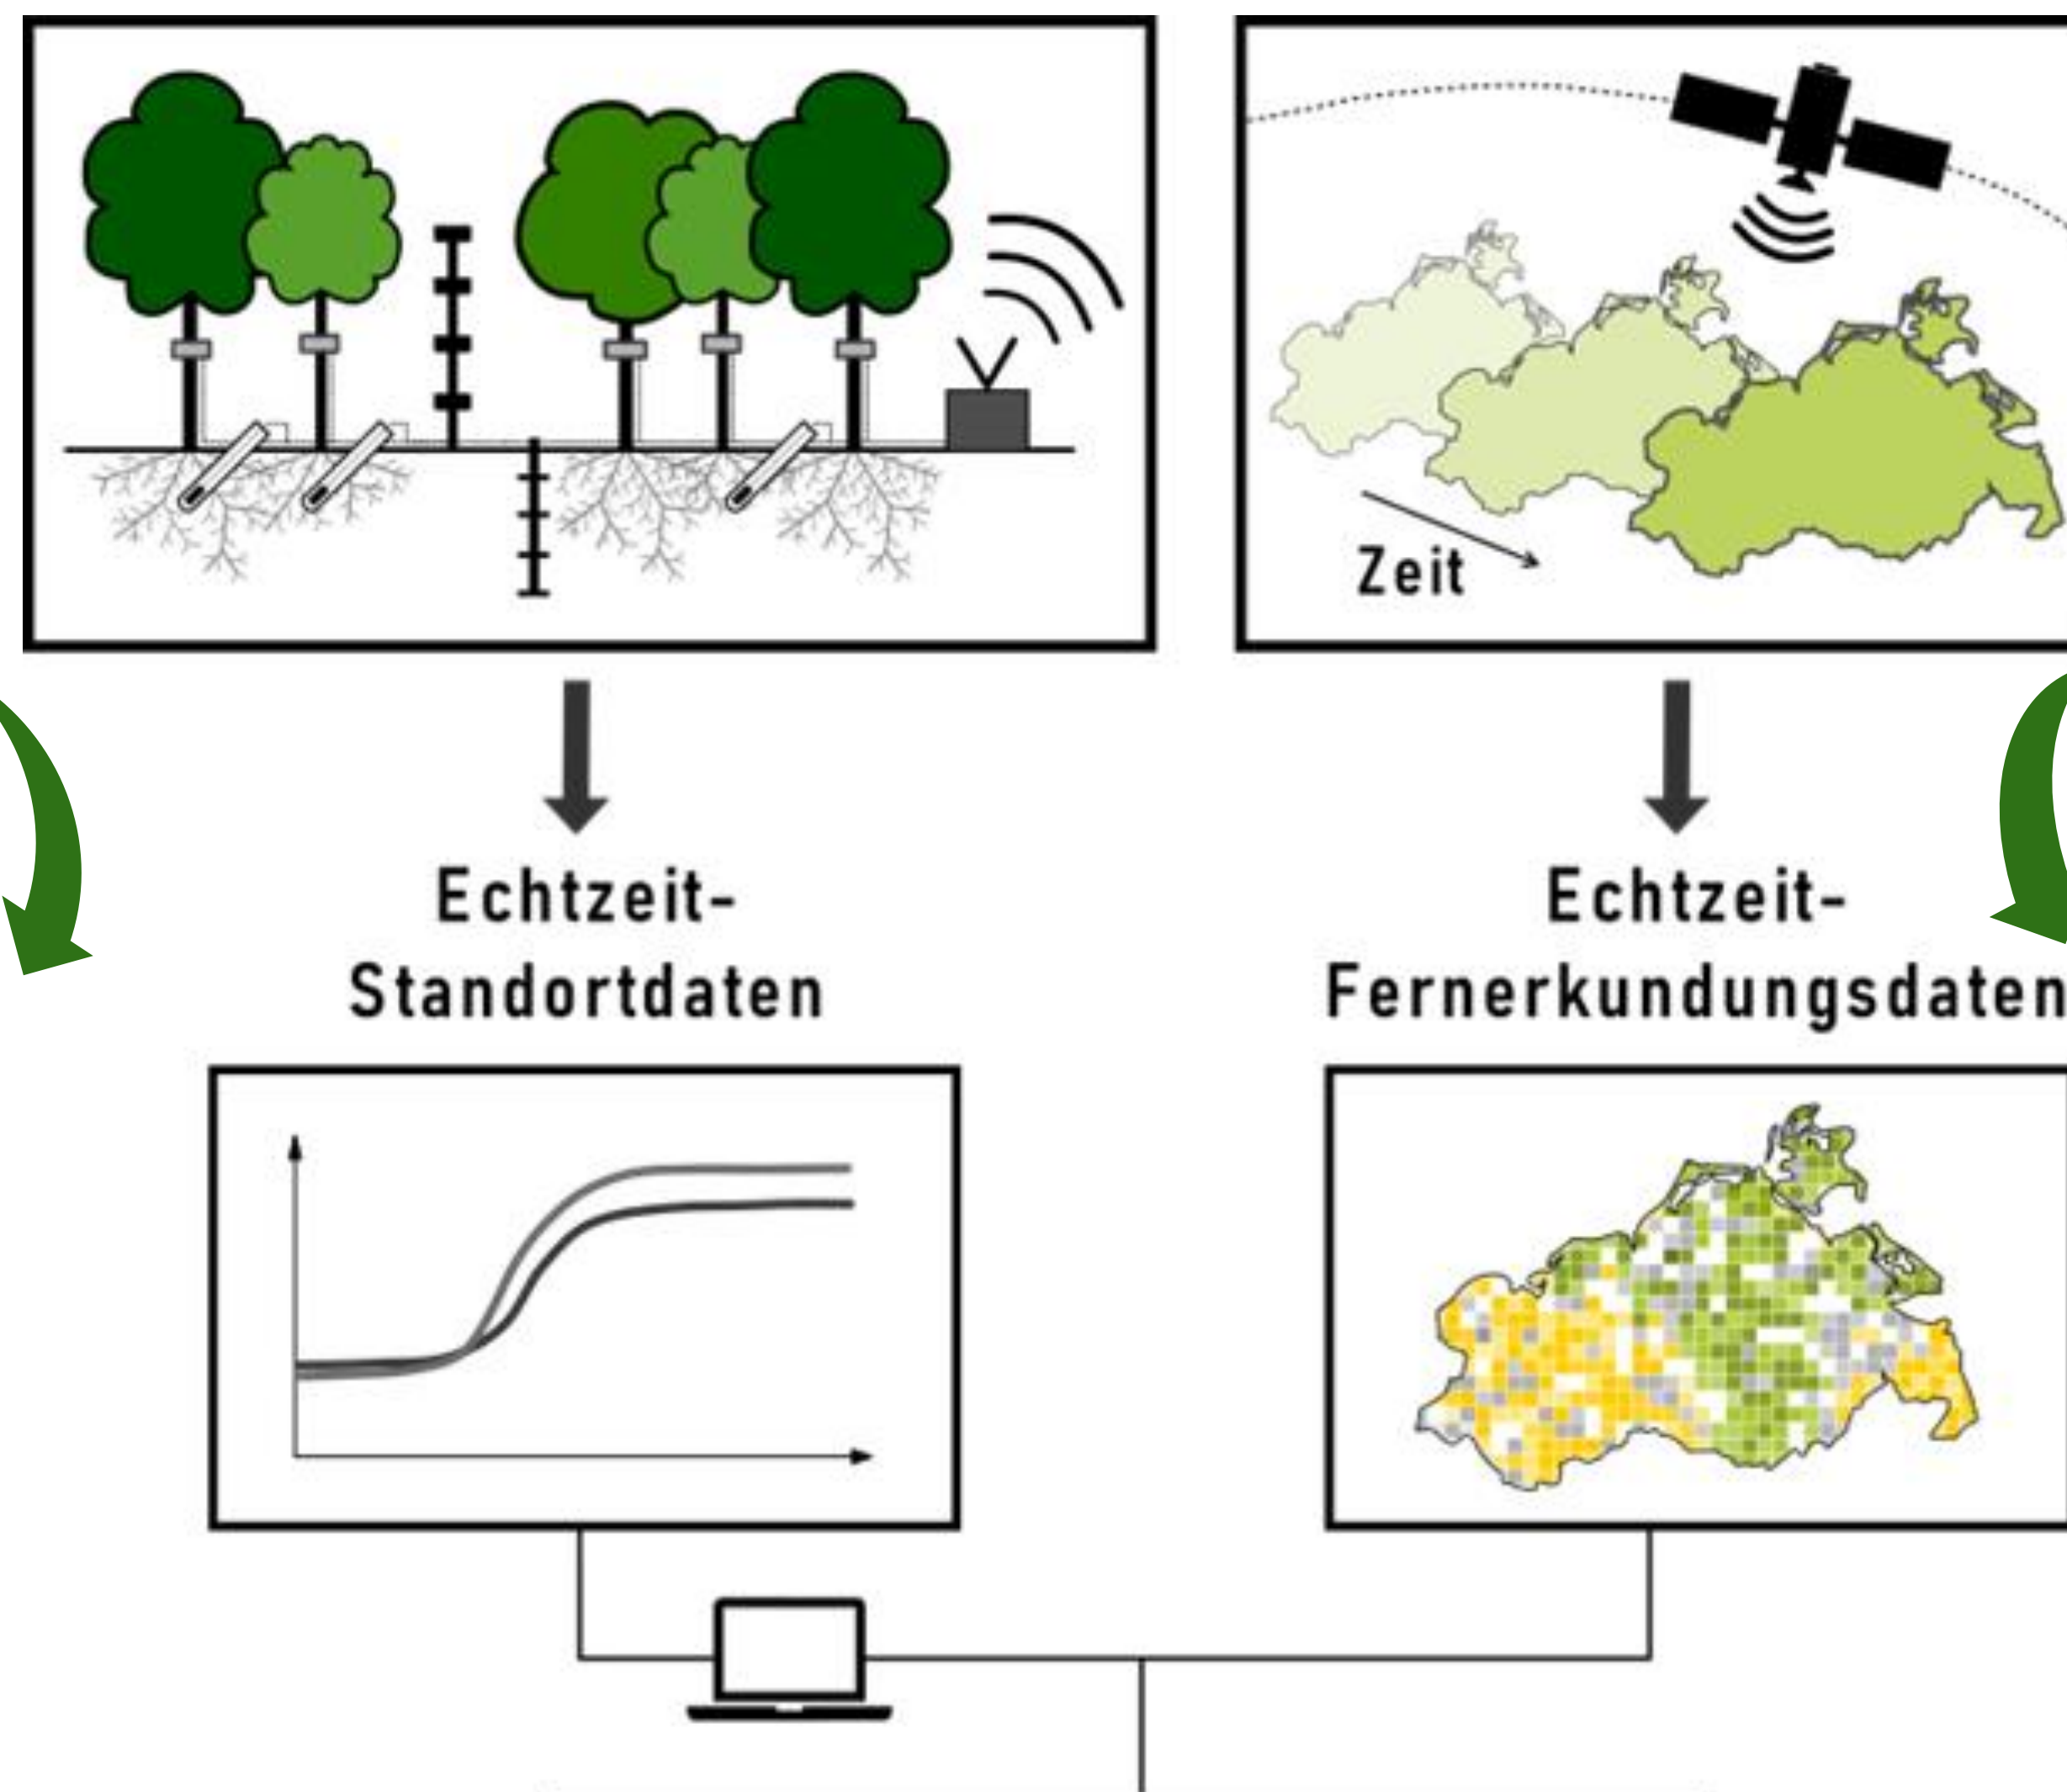 Zeit
Echtzeit-
Standortdaten
Echtzeit-
Fernerkundungsdaten